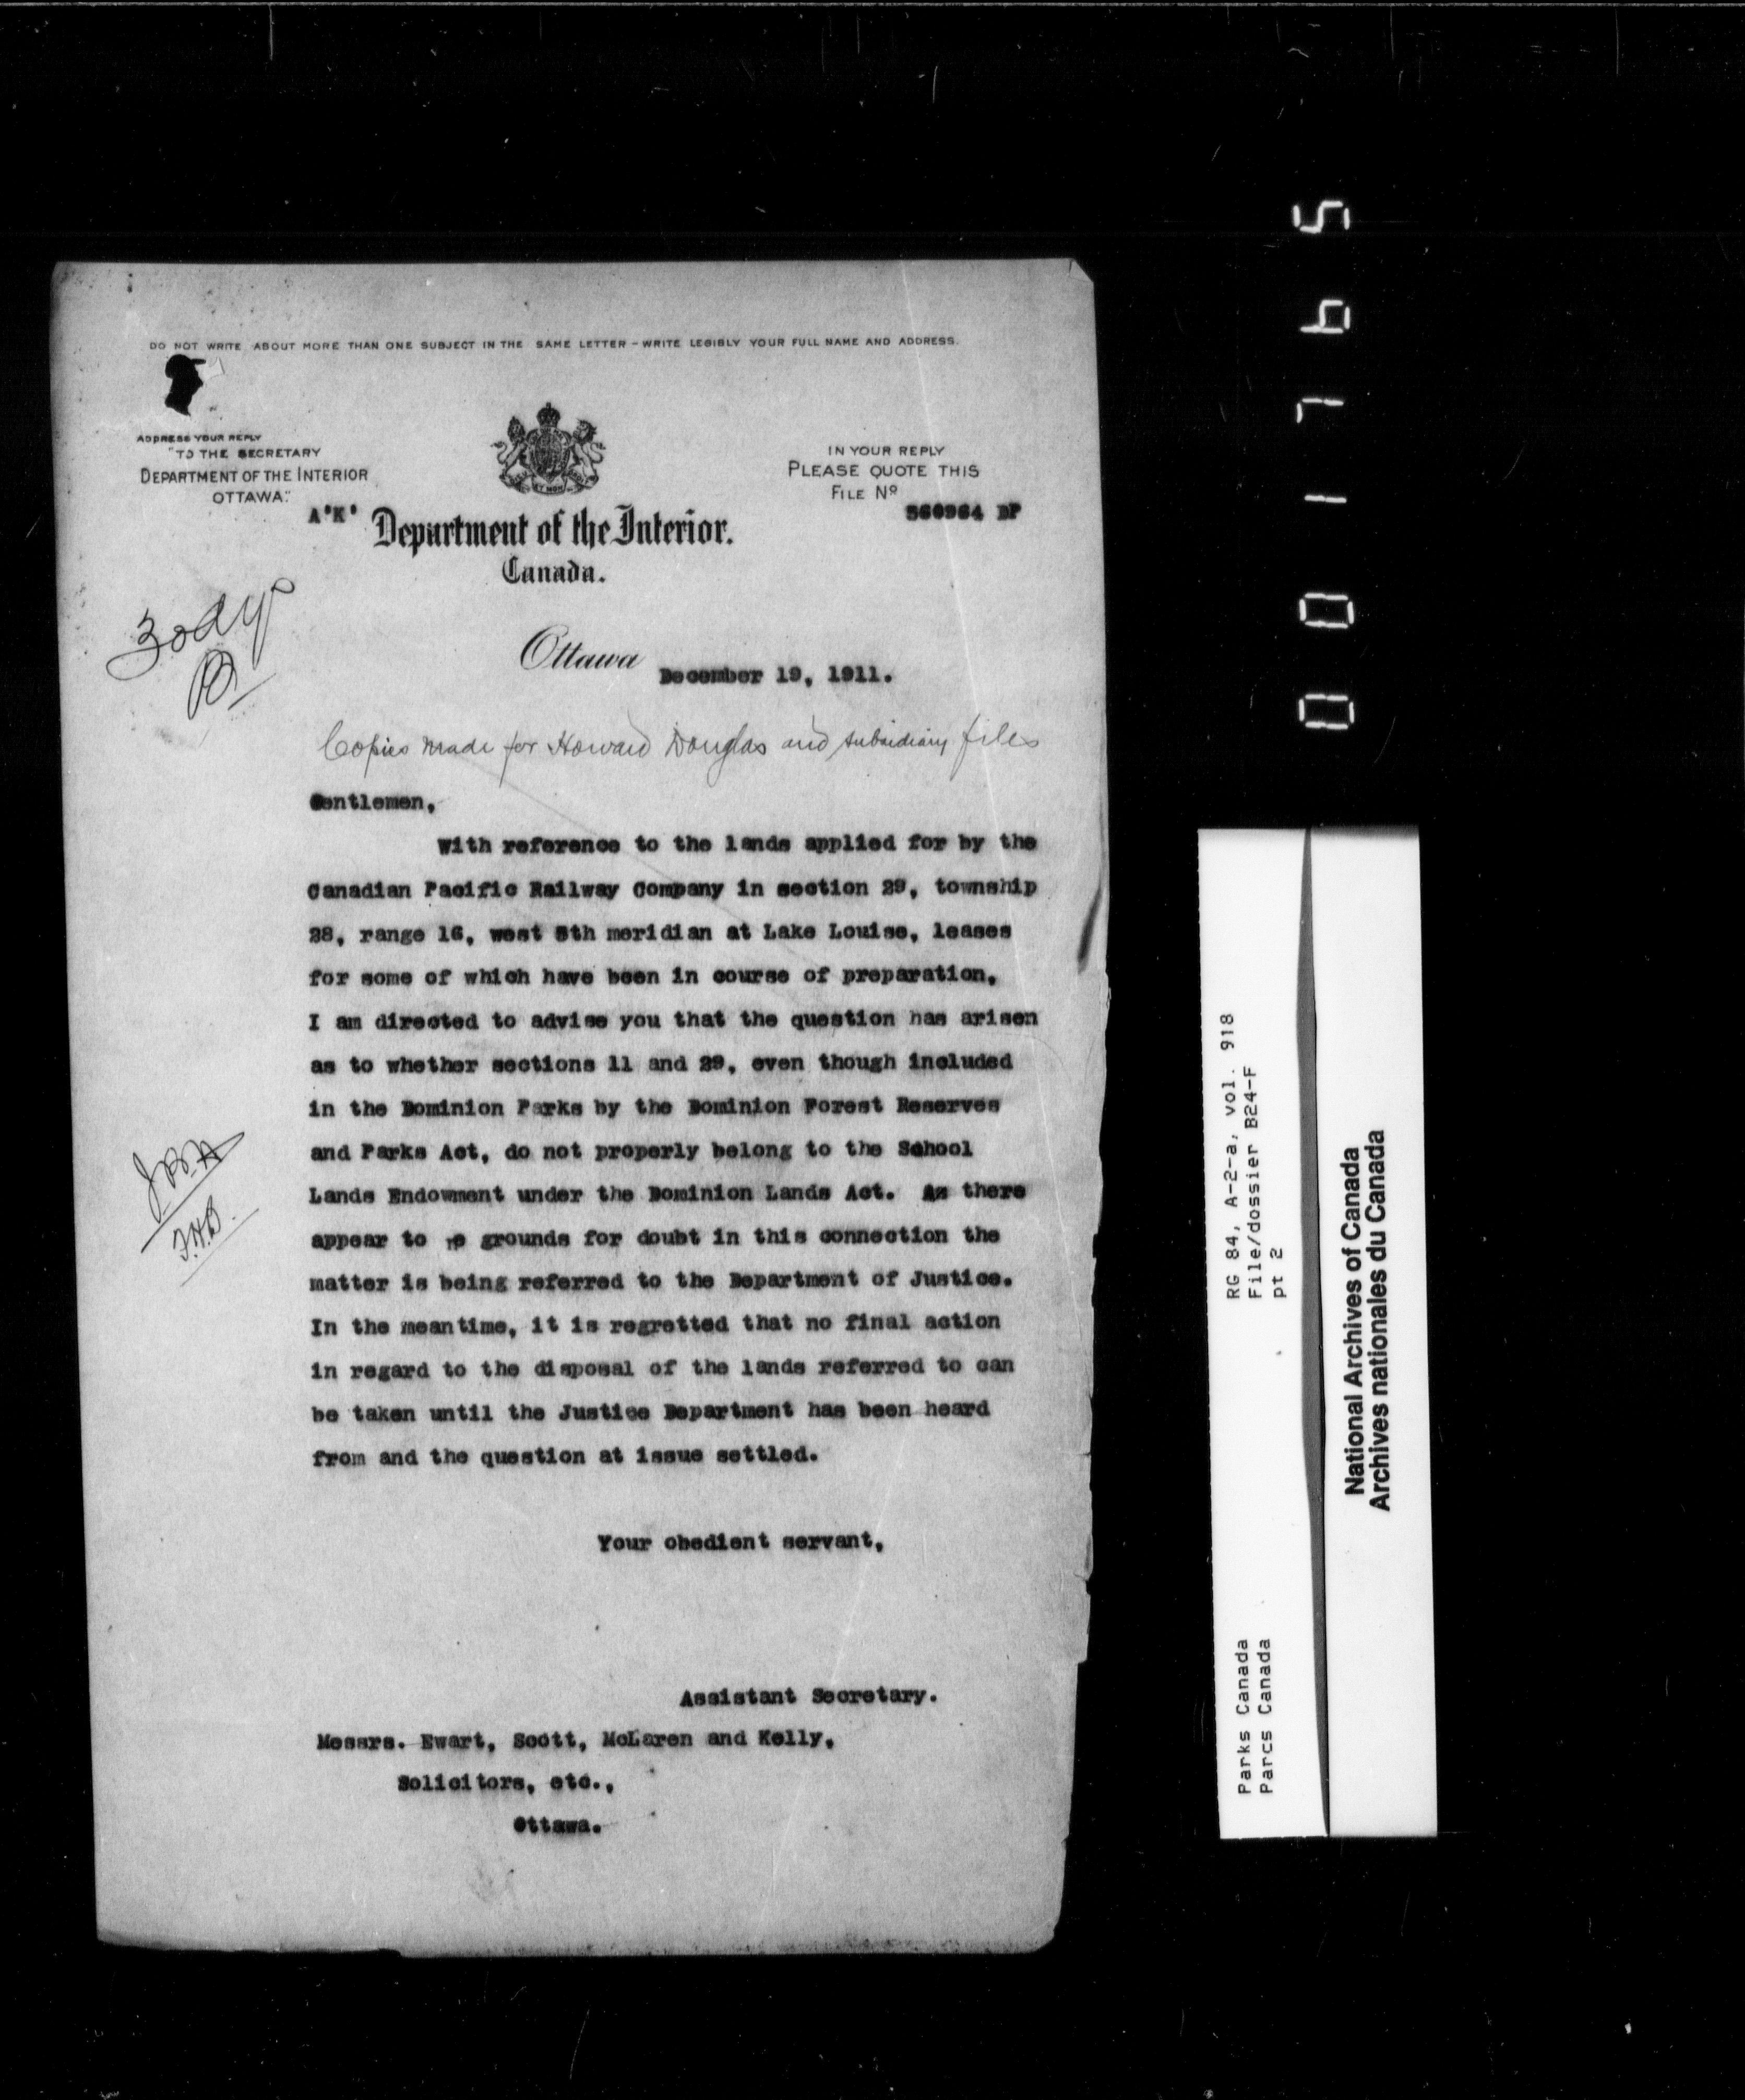 DO NOT WRITE ABOUT MORE THAN ONE SUBJECT IN THE SAME LETTER – WRITE LEGIBLY YOUR FULL NAME AND ADDRESS.
ADDRESS YOUR REPLY
"TO THE SECRETARY
DEPARTMENT OF THE INTERIOR
OTTAWA."
IN YOUR REPLY
PLEASE QUOTE THIS
FILE No
560964 DP
A'K'
Department of the Interior.
Canada.
30 dys
Ottawa December 19, 1911.
Copies made for Howard Douglas and subsidiary files
Gentlemen,
With reference to the lands applied for by the
Canadian Pacific Railway Company in section 29, township
28, range 16, west 5th meridian at Lake Louise, leases
for some of which have been in course of preparation,
I am directed to advise you that the question has arisen
as to whether sections 11 and 29, even though included
in the Dominion Parks by the Dominion Forest Reserves
and Parks Act, do not properly belong to the School
Lands Endowment under the Dominion Lands Act. As there
appear to be grounds for doubt in this connection the
matter is being referred to the Department of Justice.
In the meantime, it is regretted that no final action
in regard to the disposal of the lands referred to can
be taken until the Justice Department has been heard
from and the question at issue settled.
Your obedient servant,
Assistant Secretary.
Messrs. Ewart, Scott, McLaren and Kelly,
Solicitors, etc.,
Ottawa.
F.H.B.
001765
RG 84, A-2-a, vol. 918
File/dossier B24-F
pt 2
Parks Canada
Parcs Canada
National Archives of Canada
Archives nationales du Canada